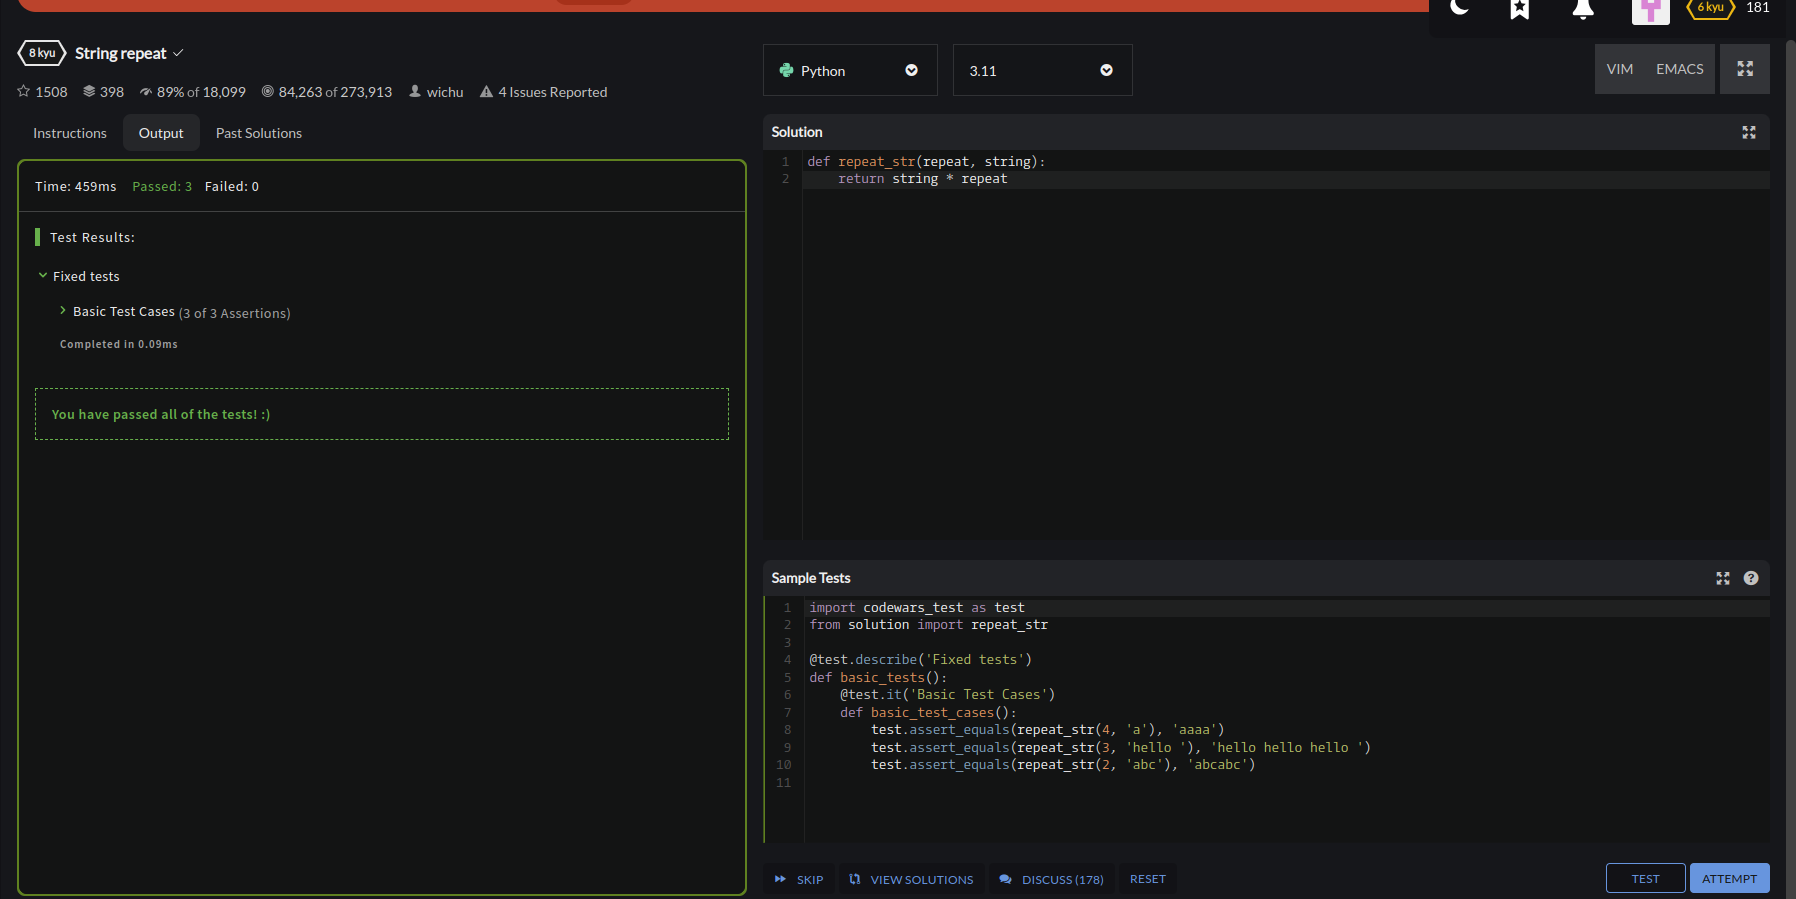 6 kyu 181
8 kyu String repeat
1508 398 89% of 18,099 84,263 of 273,913 wichu 4 Issues Reported
Instructions Output Past Solutions
Time: 459ms Passed: 3 Failed: 0
Test Results:
Fixed tests
Basic Test Cases (3 of 3 Assertions)
Completed in 0.09ms
You have passed all of the tests! :)
Python 3.11 VIM EMACS
Solution
1 def repeat_str(repeat, string):
2     return string * repeat
Sample Tests ?
1 import codewars_test as test
2 from solution import repeat_str
3
4 @test.describe('Fixed tests')
5 def basic_tests():
6     @test.it('Basic Test Cases')
7     def basic_test_cases():
8         test.assert_equals(repeat_str(4, 'a'), 'aaaa')
9         test.assert_equals(repeat_str(3, 'hello '), 'hello hello hello ')
10         test.assert_equals(repeat_str(2, 'abc'), 'abcabc')
11
SKIP VIEW SOLUTIONS DISCUSS (178) RESET TEST ATTEMPT